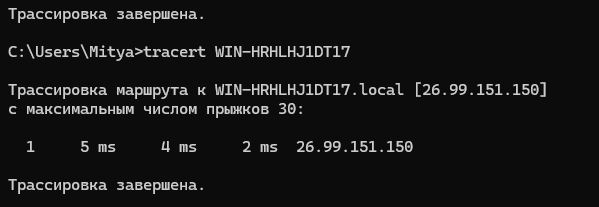 Трассировка завершена.
C:\Users\Mitya>tracert WIN-HRHLHJ1DT17
Трассировка маршрута к WIN-HRHLHJ1DT17.local [26.99.151.150]
с максимальным числом прыжков 30:
1 5 ms 4 ms 2 ms 26.99.151.150
Трассировка завершена.